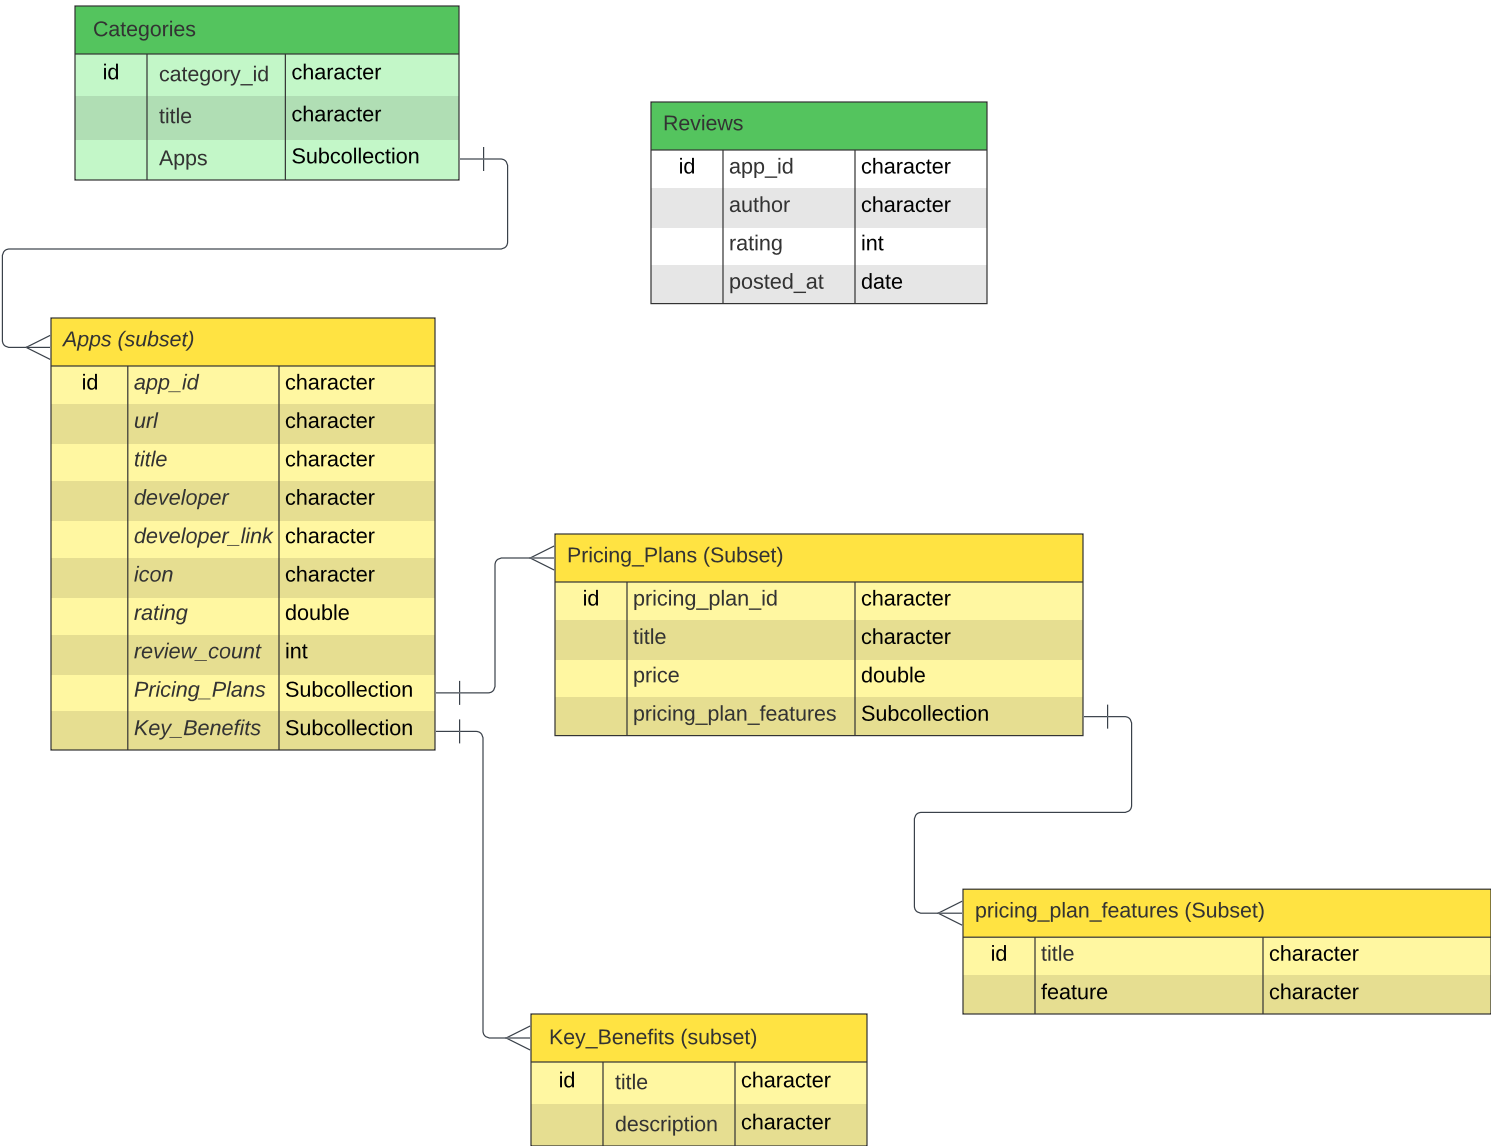 Categories
id category_id character
title character
Apps Subcollection
Reviews
id app_id character
author character
rating int
posted_at date
Apps (subset)
id app_id character
url character
title character
developer character
developer_link character
icon character
rating double
review_count int
Pricing_Plans Subcollection
Key_Benefits Subcollection
Pricing_Plans (Subset)
id pricing_plan_id character
title character
price double
pricing_plan_features Subcollection
pricing_plan_features (Subset)
id title character
feature character
Key_Benefits (subset)
id title character
description character